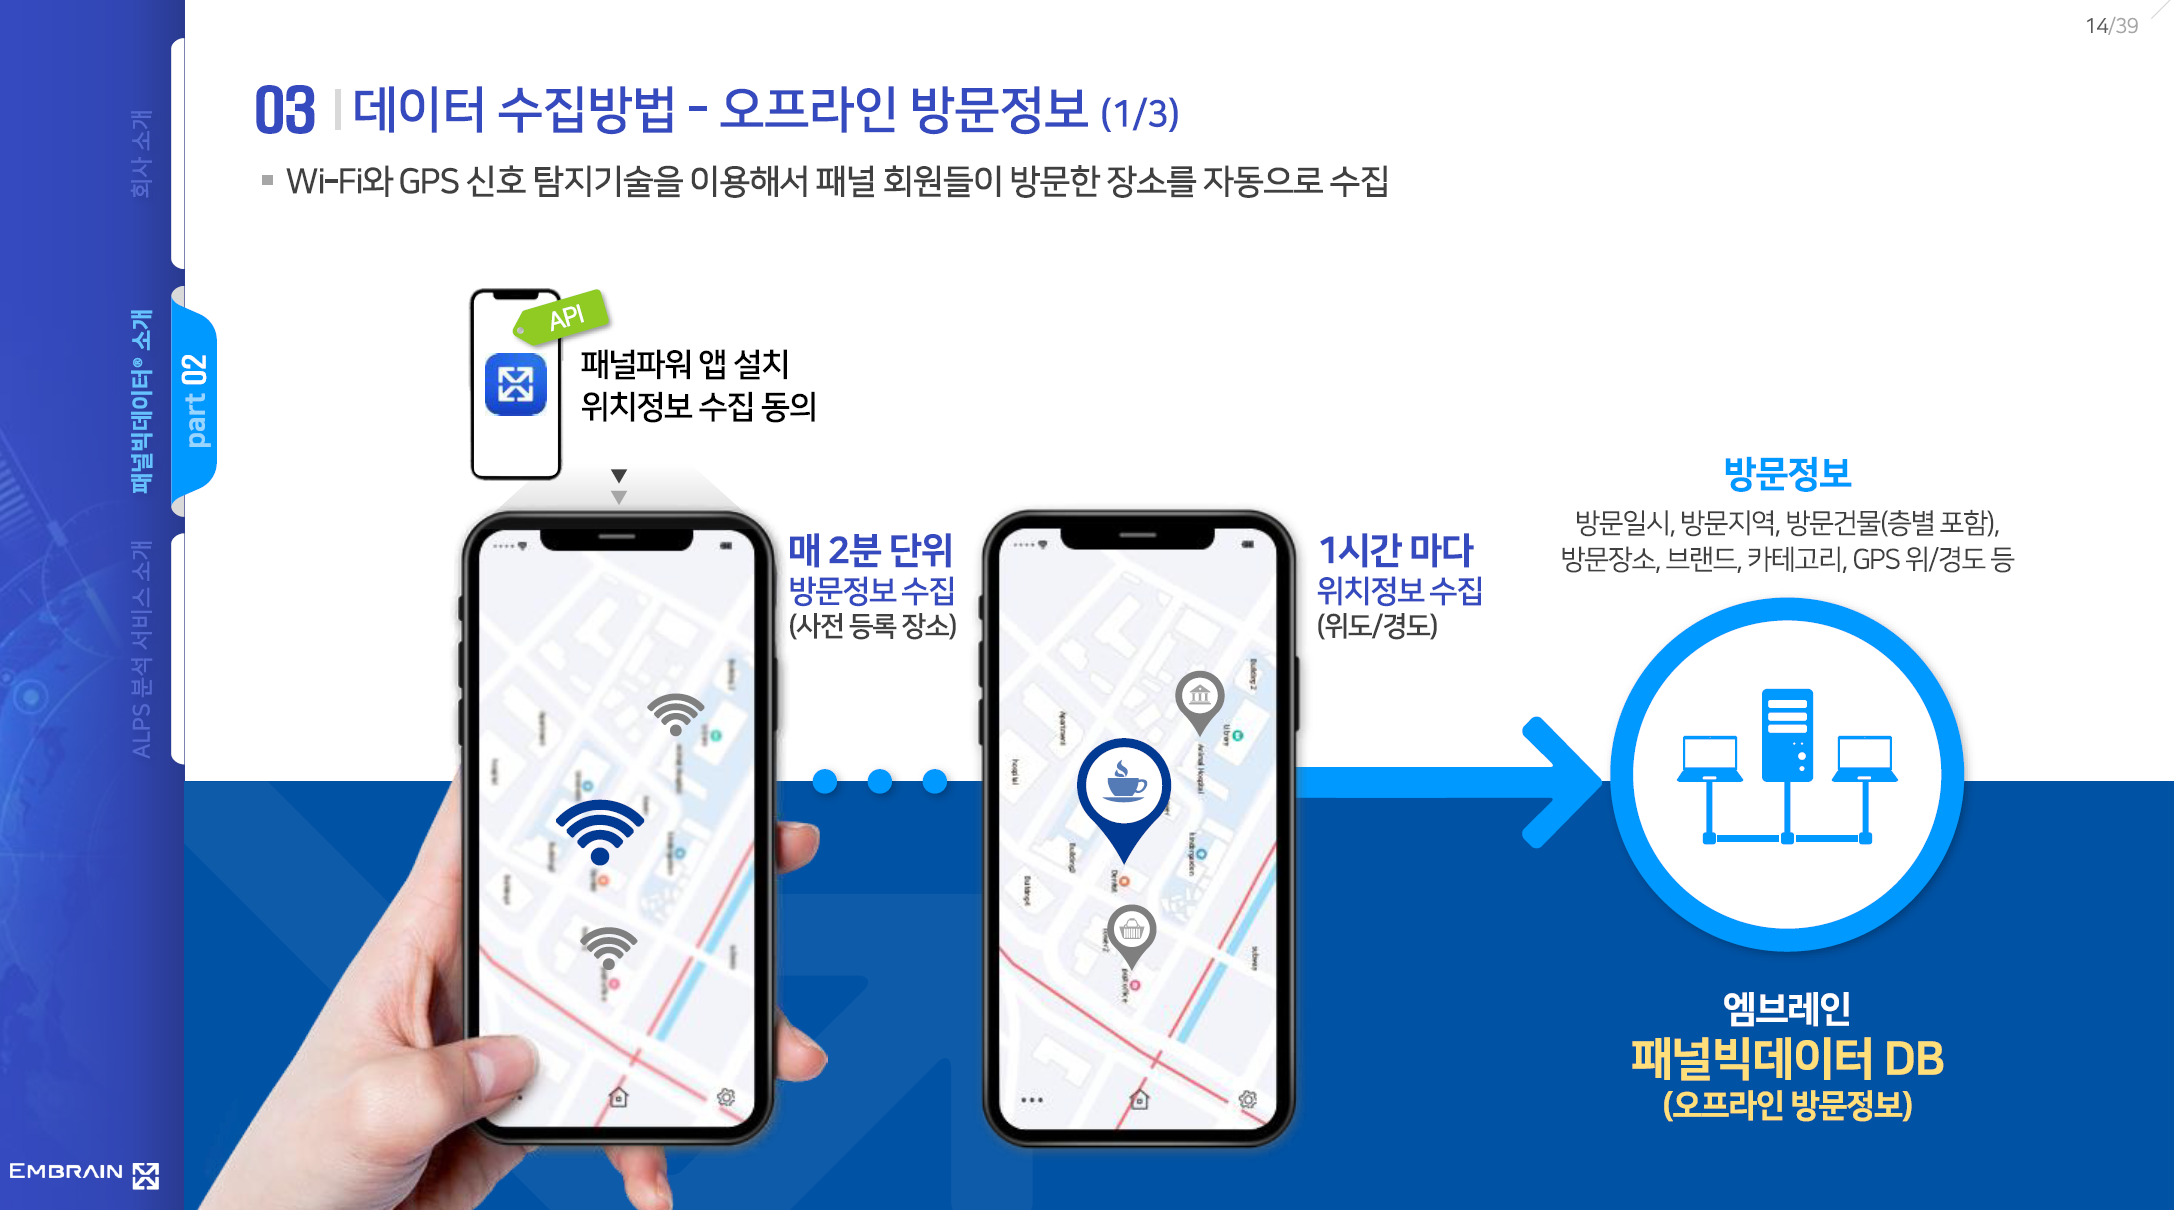 14/39
03 데이터 수집방법 - 오프라인 방문정보 (1/3)
Wi-Fi와 GPS 신호 탐지기술을 이용해서 패널 회원들이 방문한 장소를 자동으로 수집
회사 소개
패널빅데이터® 소개
part 02
ALPS 분석 서비스 소개
API
패널파워 앱 설치
위치정보 수집 동의
매 2분 단위
방문정보 수집
(사전 등록 장소)
1시간 마다
위치정보 수집
(위도/경도)
방문정보
방문일시, 방문지역, 방문건물(층별 포함),
방문장소, 브랜드, 카테고리, GPS 위/경도 등
Building 2
Apartment
hospital
Animal Hospital
kindergarden
Dentist
엠브레인
패널빅데이터 DB
(오프라인 방문정보)
EMBRAIN